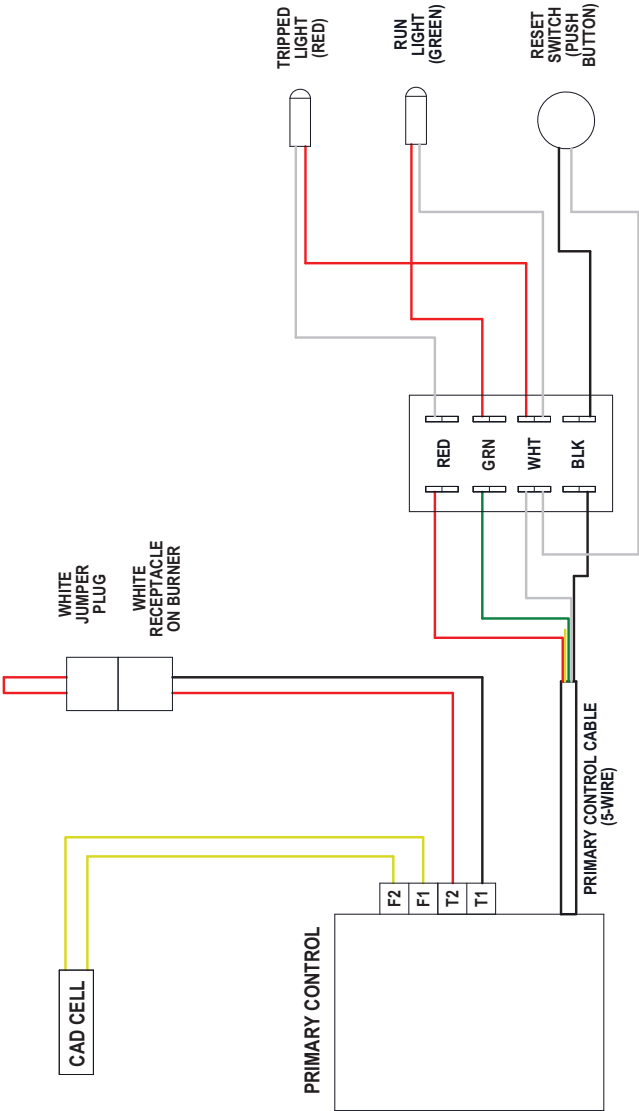 TRIPPED
LIGHT
(RED)
RUN
LIGHT
(GREEN)
RESET
SWITCH
(PUSH
BUTTON)
RED
GRN
WHT
BLK
WHITE
JUMPER
PLUG
WHITE
RECEPTACLE
ON BURNER
PRIMARY CONTROL CABLE
(5-WIRE)
CAD CELL
F2
F1
T2
T1
PRIMARY CONTROL